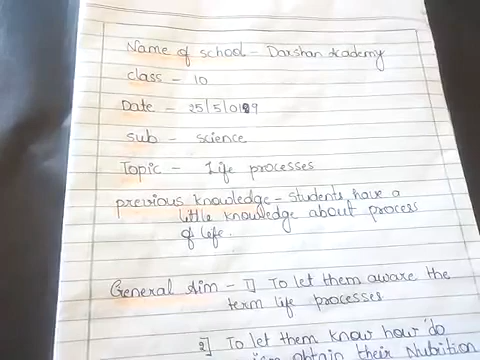 Name of school - Darshan Academy
class - 10
Date - 25/5/0199
sub - science
Topic - Life processes
previous knowledge - Students have a
little knowledge about process
of life.
General Aim - 1] To let them aware the
term life processes
2] To let them know how do
obtain their Nutrition